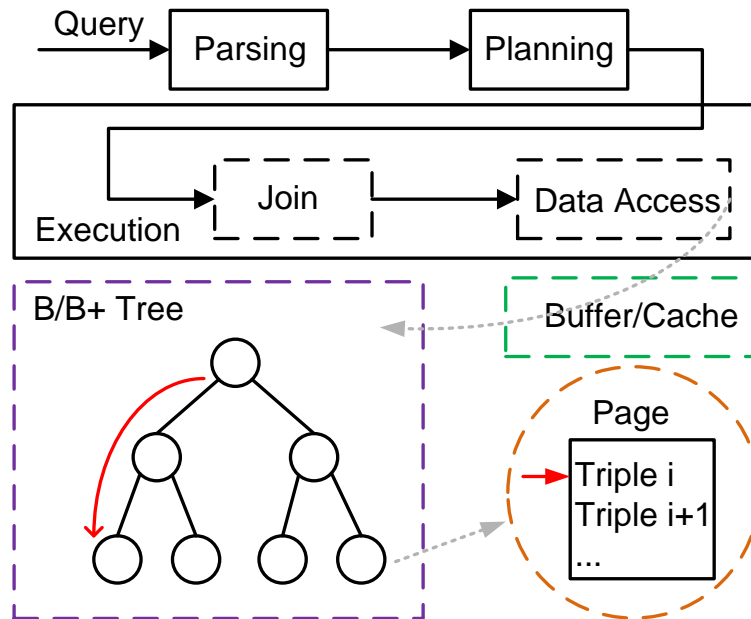 Query
Parsing
Planning
Join
Data Access
Execution
B/B+ Tree
Buffer/Cache
Page
Triple i
Triple i+1
...